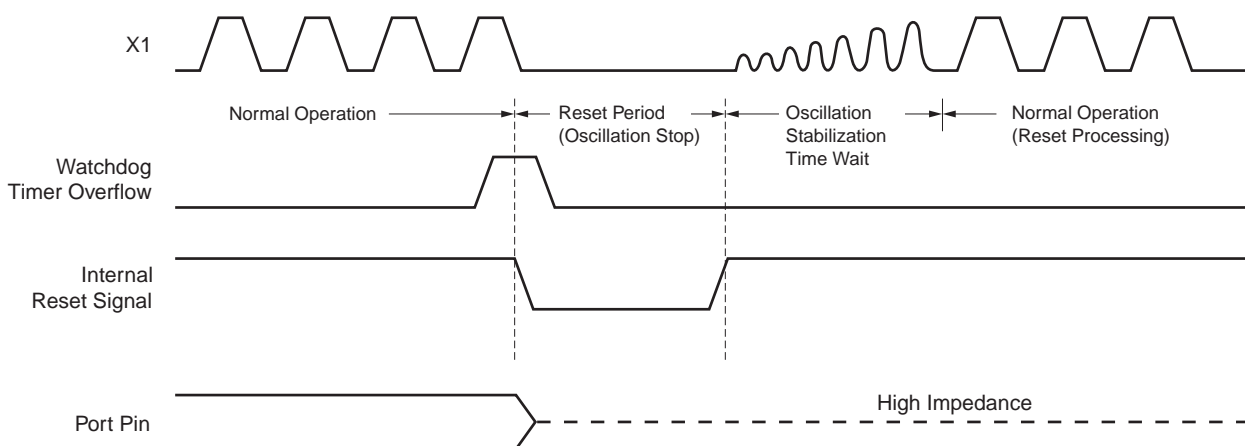 X1
Normal Operation
Reset Period
(Oscillation Stop)
Oscillation
Stabilization
Time Wait
Normal Operation
(Reset Processing)
Watchdog
Timer Overflow
Internal
Reset Signal
Port Pin
High Impedance